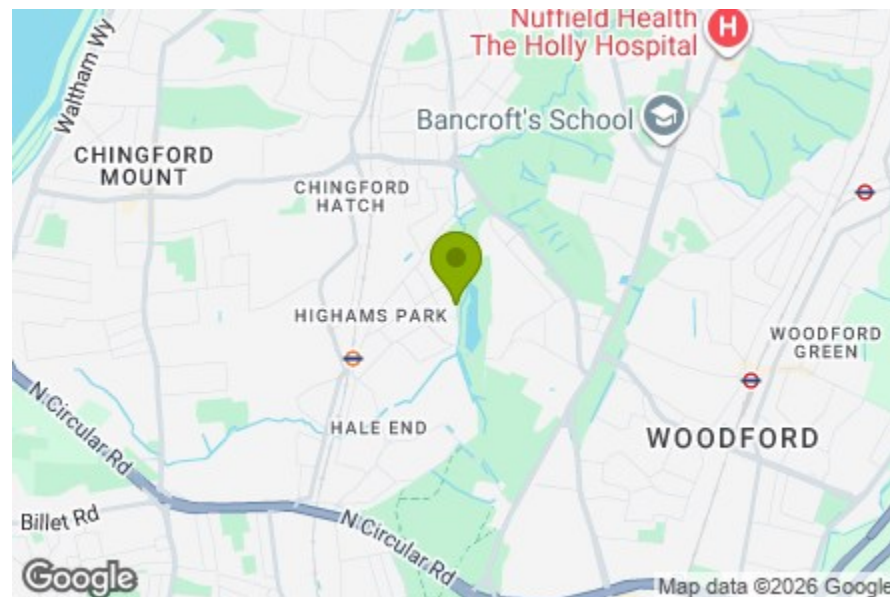 Nuffield Health
The Holly Hospital
H
Waltham Wy
Bancroft's School
CHINGFORD
MOUNT
CHINGFORD
HATCH
HIGHAMS PARK
WOODFORD
GREEN
HALE END
WOODFORD
N Circular Rd
Billet Rd
N Circular Rd
Google
Map data ©2026 Google